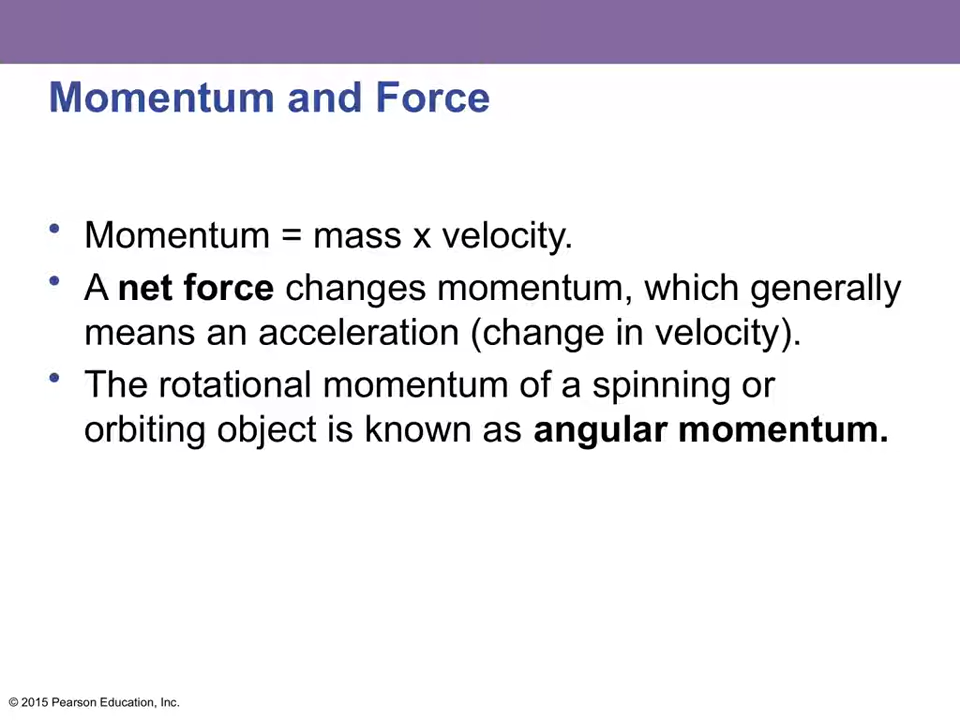 Momentum and Force
• Momentum = mass x velocity.
• A net force changes momentum, which generally
means an acceleration (change in velocity).
• The rotational momentum of a spinning or
orbiting object is known as angular momentum.
© 2015 Pearson Education, Inc.